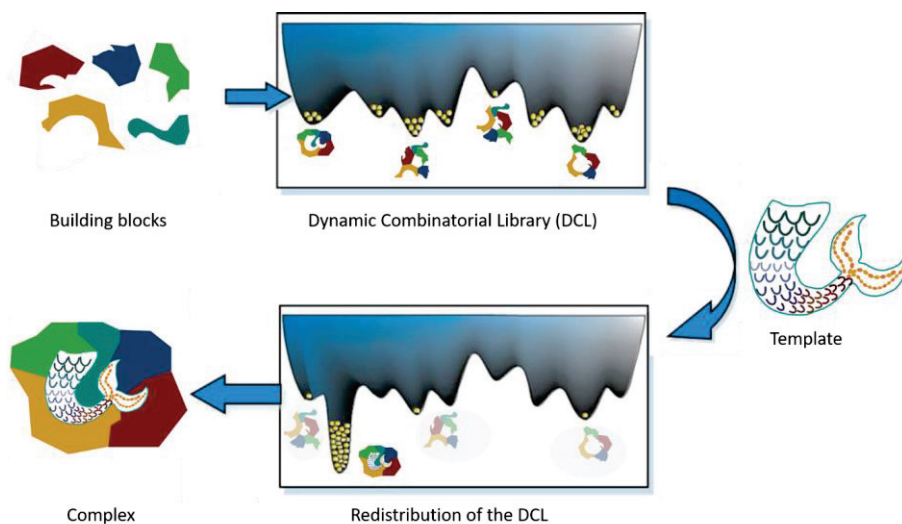 Building blocks
Dynamic Combinatorial Library (DCL)
Template
Complex
Redistribution of the DCL